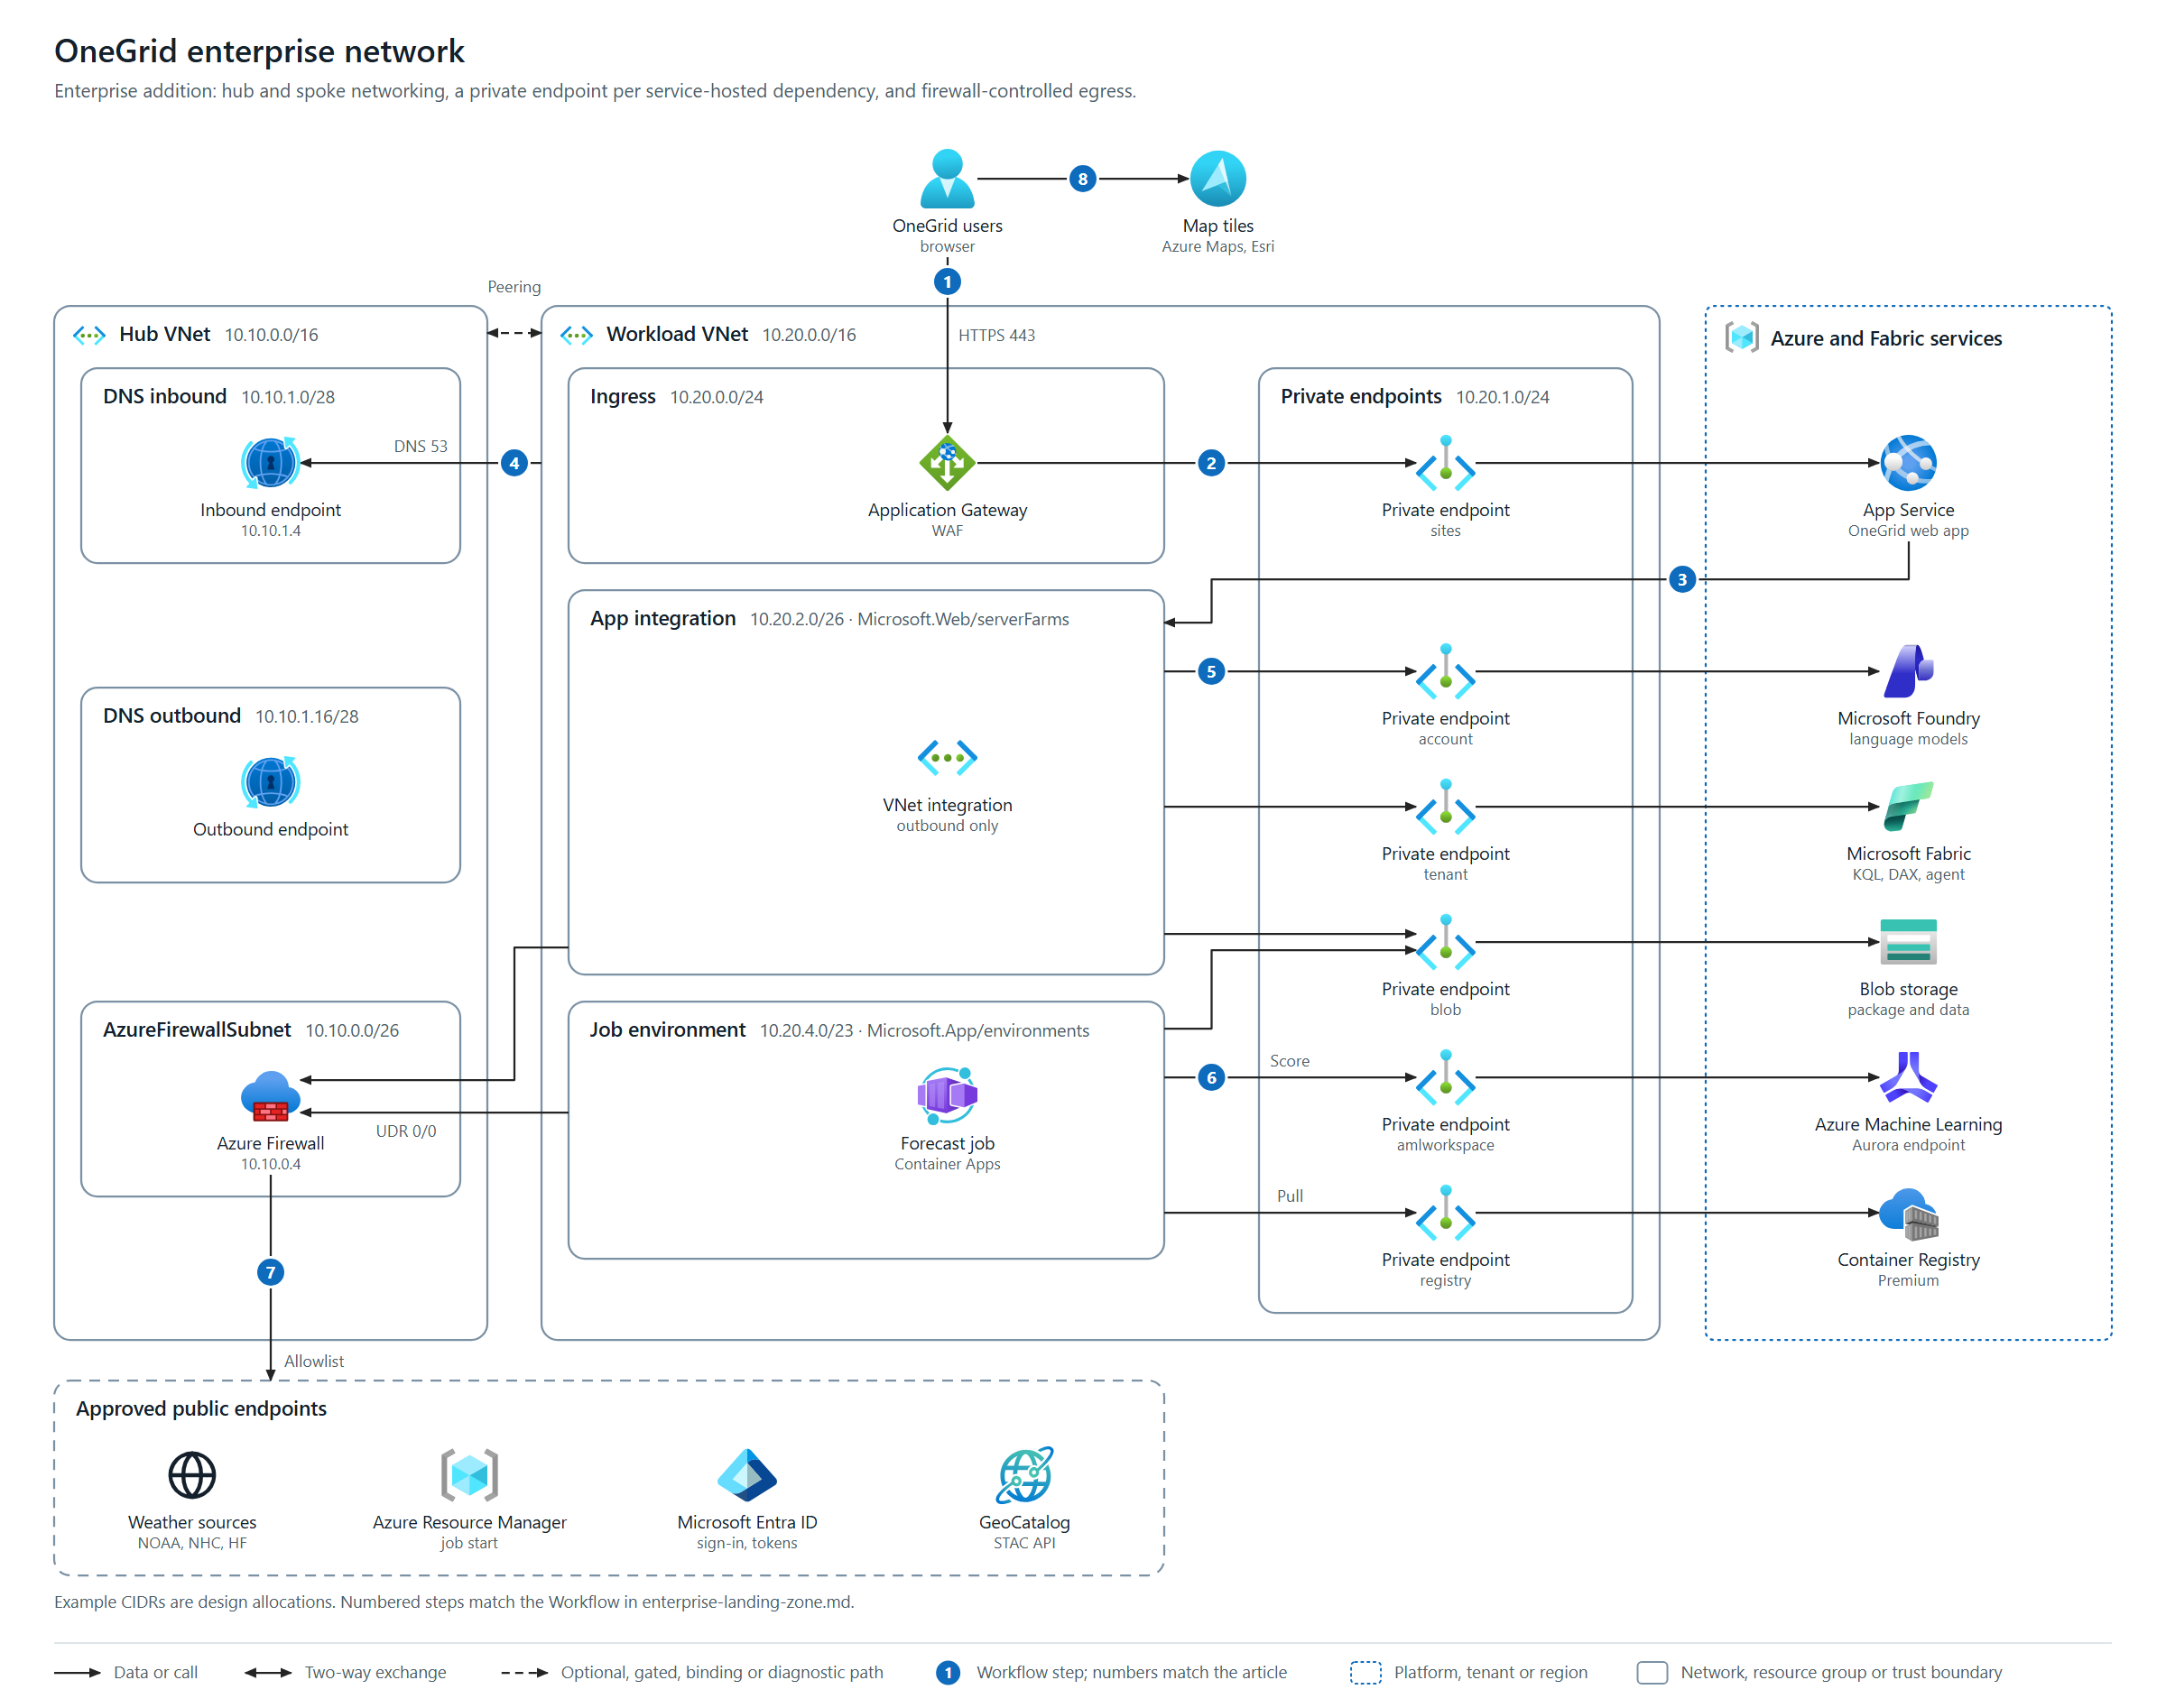 OneGrid enterprise network
Enterprise addition: hub and spoke networking, a private endpoint per service-hosted dependency, and firewall-controlled egress.
8
OneGrid users
browser
Map tiles
Azure Maps, Esri
1
Peering
Hub VNet 10.10.0.0/16
Workload VNet 10.20.0.0/16
HTTPS 443
Azure and Fabric services
DNS inbound 10.10.1.0/28
Ingress 10.20.0.0/24
Private endpoints 10.20.1.0/24
DNS 53
4
2
Inbound endpoint
10.10.1.4
Application Gateway
WAF
Private endpoint
sites
App Service
OneGrid web app
3
App integration 10.20.2.0/26 · Microsoft.Web/serverFarms
5
DNS outbound 10.10.1.16/28
Private endpoint
account
Microsoft Foundry
language models
Outbound endpoint
VNet integration
outbound only
Private endpoint
tenant
Microsoft Fabric
KQL, DAX, agent
Private endpoint
blob
Blob storage
package and data
AzureFirewallSubnet 10.10.0.0/26
Job environment 10.20.4.0/23 · Microsoft.App/environments
6
Score
UDR 0/0
Azure Firewall
10.10.0.4
Forecast job
Container Apps
Private endpoint
amlworkspace
Azure Machine Learning
Aurora endpoint
Pull
Private endpoint
registry
Container Registry
Premium
7
Allowlist
Approved public endpoints
Weather sources
NOAA, NHC, HF
Azure Resource Manager
job start
Microsoft Entra ID
sign-in, tokens
GeoCatalog
STAC API
Example CIDRs are design allocations. Numbered steps match the Workflow in enterprise-landing-zone.md.
Data or call
Two-way exchange
Optional, gated, binding or diagnostic path
1
Workflow step; numbers match the article
Platform, tenant or region
Network, resource group or trust boundary